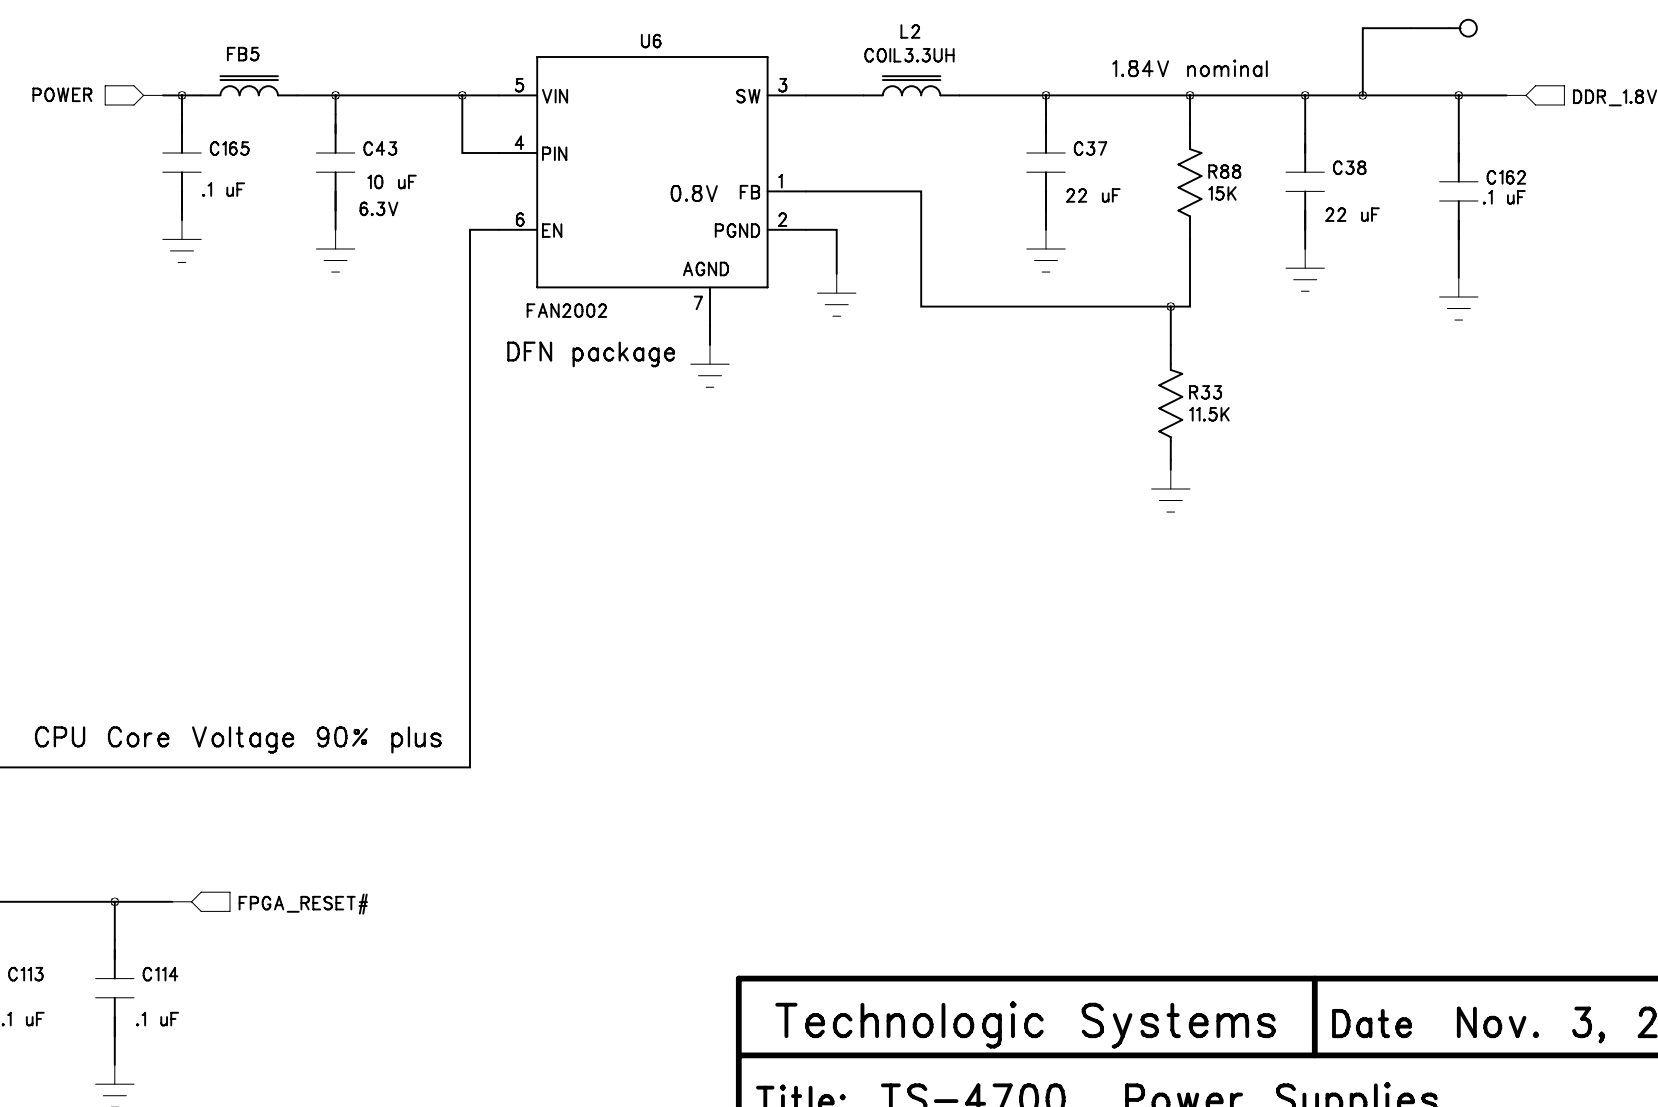 L2
U6
COIL3.3UH
FB5
1.84V nominal
POWER
5
VIN
SW
3
DDR_1.8V
4
PIN
C165
.1 uF
C43
10 uF
6.3V
C37
22 uF
R88
15K
C38
22 uF
C162
.1 uF
0.8V FB
1
6
EN
PGND
2
AGND
7
FAN2002
DFN package
R33
11.5K
CPU Core Voltage 90% plus
FPGA_RESET#
C113
.1 uF
C114
.1 uF
Technologic Systems
Date Nov. 3, 2
Title: TS-4700 Power Supplies